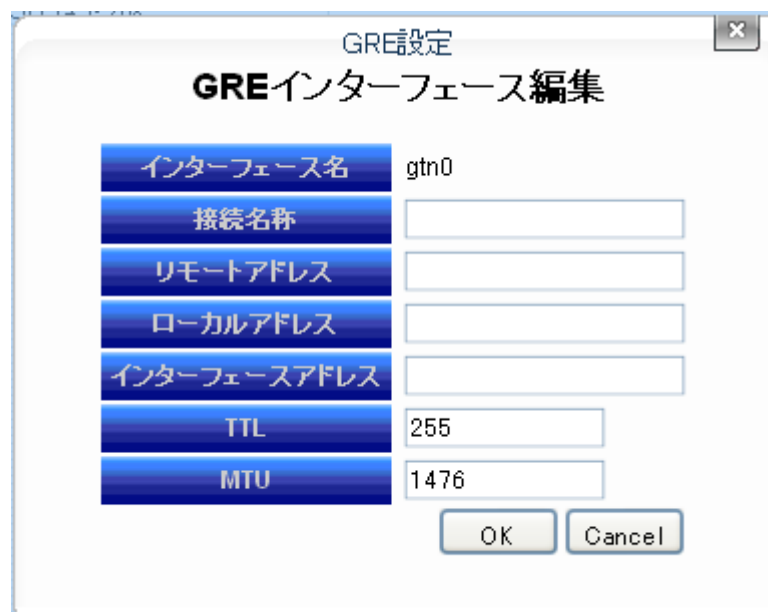 GRE設定
GREインターフェース編集
インターフェース名 gtn0
接続名称
リモートアドレス
ローカルアドレス
インターフェースアドレス
TTL 255
MTU 1476
OK Cancel